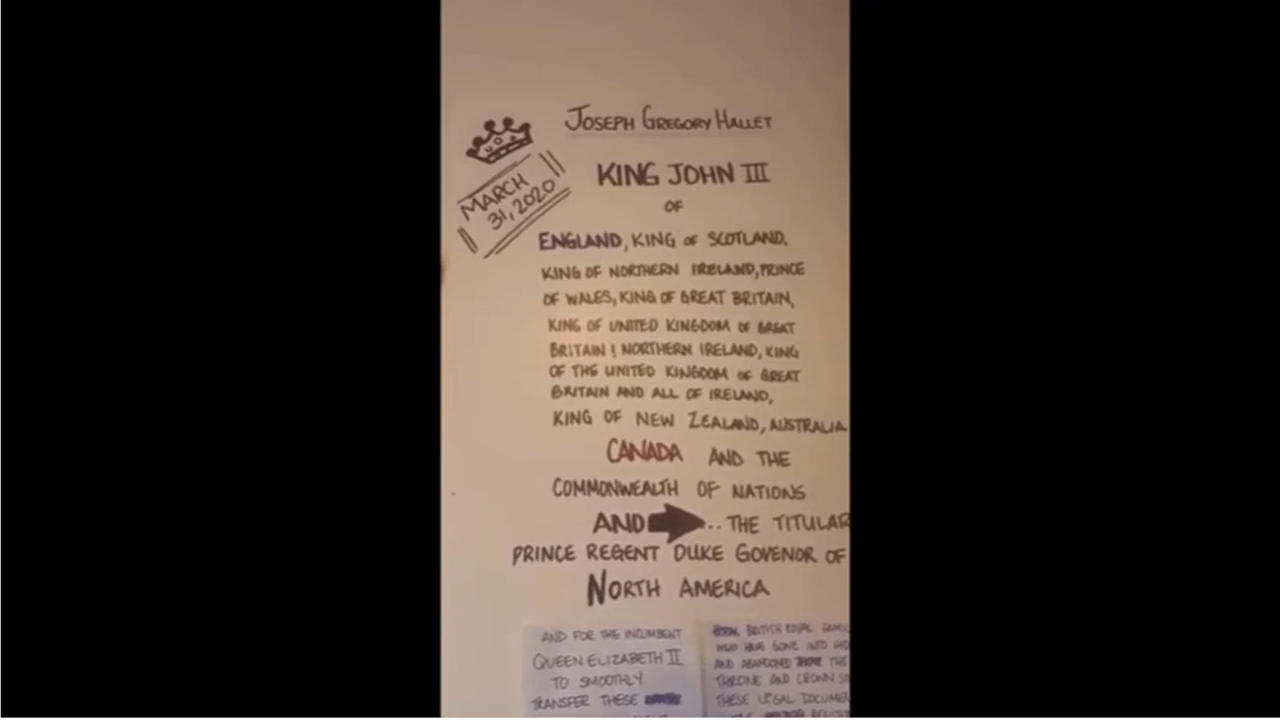 JOSEPH GREGORY HALLET
MARCH
31, 2020
KING JOHN III
OF
ENGLAND, KING OF SCOTLAND,
KING OF NORTHERN IRELAND, PRINCE
OF WALES, KING OF GREAT BRITAIN,
KING OF UNITED KINGDOM OF GREAT
BRITAIN & NORTHERN IRELAND, KING
OF THE UNITED KINGDOM OF GREAT
BRITAIN AND ALL OF IRELAND,
KING OF NEW ZEALAND, AUSTRALIA
CANADA AND THE
COMMONWEALTH OF NATIONS
AND ... THE TITULAR
PRINCE REGENT DUKE GOVENOR OF
NORTH AMERICA
AND FOR THE INCUMBENT
QUEEN ELIZABETH II
TO SMOOTHLY
TRANSFER THESE
BRITISH ROYAL
WHO HAVE GONE INTO
AND ABANDONED THE
THRONE AND CROWN
THESE LEGAL